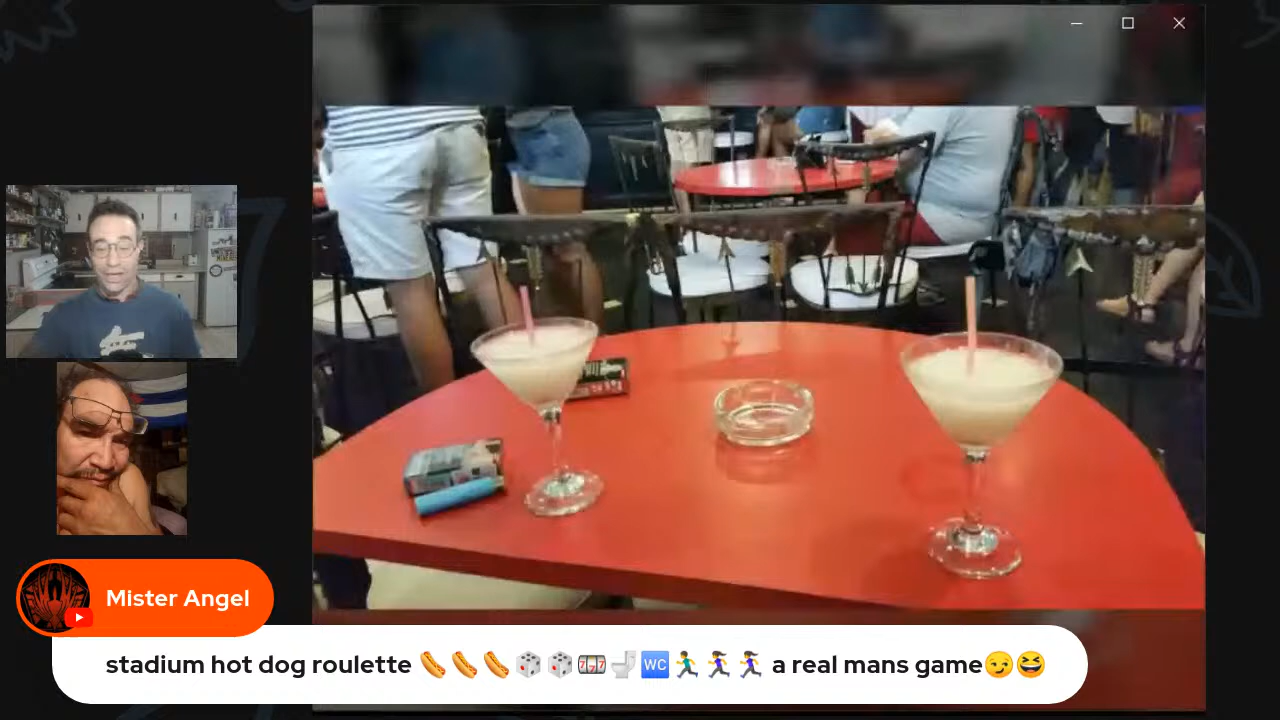 Mister Angel
stadium hot dog roulette 🌭🌭🌭🎲🎲🎰🚽🚾🏃‍♂️🏃‍♀️🏃‍♀️ a real mans game😏😆